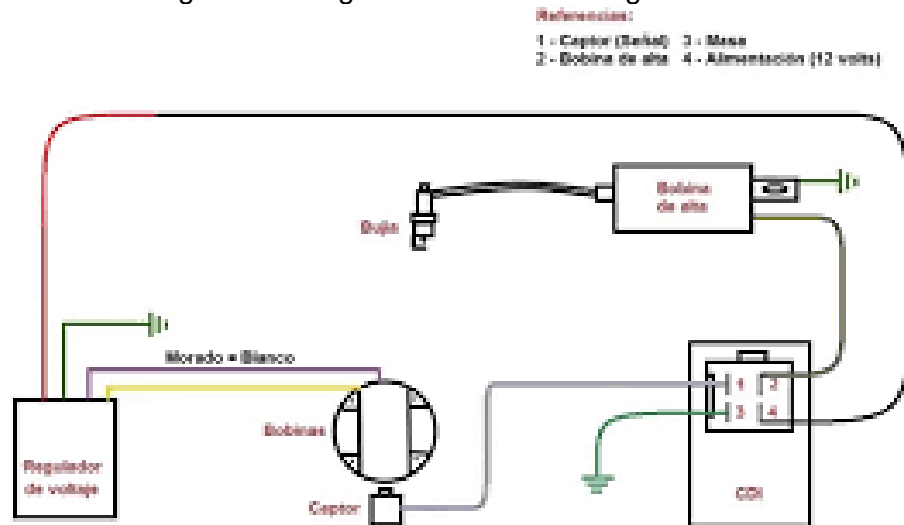 Referencias:
1 - Captor (Señal) 3 - Masa
2 - Bobina de alta 4 - Alimentación (12 volts)
Bobina
de alta
Bujía
Morado = Blanco
1 2
3 4
Bobinas
Regulador
de voltaje
Captor
CDI